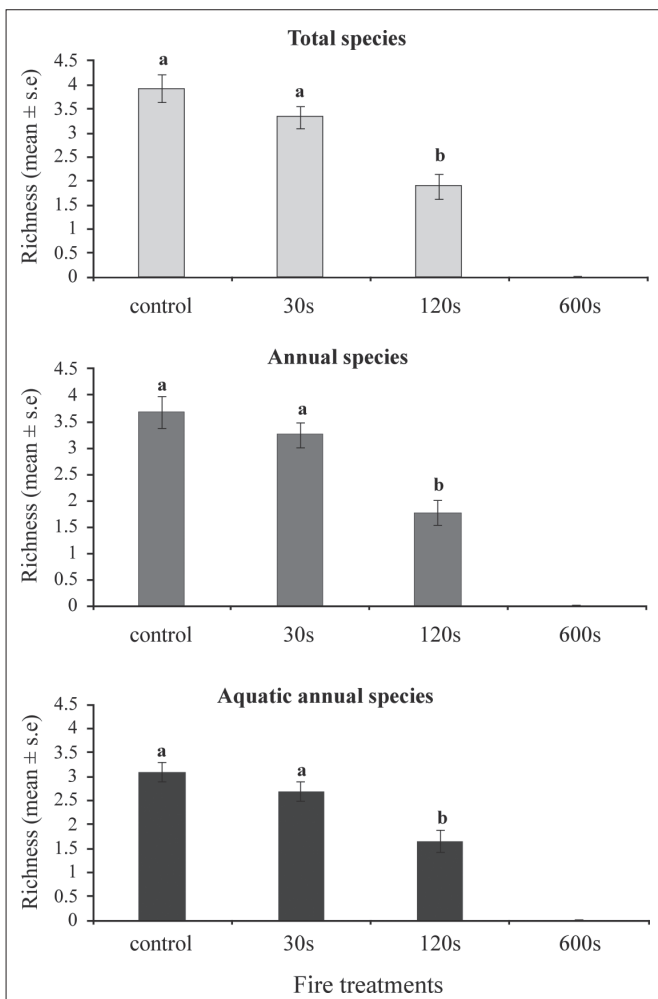 Total species
Richness (mean ± s.e)
4.5
4
3.5
3
2.5
2
1.5
1
0.5
0
a
a
b
control 30s 120s 600s
Annual species
Richness (mean ± s.e)
4.5
4
3.5
3
2.5
2
1.5
1
0.5
0
a
a
b
control 30s 120s 600s
Aquatic annual species
Richness (mean ± s.e)
4.5
4
3.5
3
2.5
2
1.5
1
0.5
0
a
a
b
control 30s 120s 600s
Fire treatments